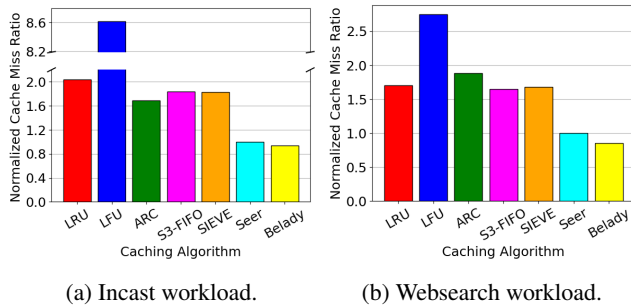 Normalized Cache Miss Ratio
8.6
8.2
2.0
1.6
1.2
0.8
0.4
0.0
LRU
LFU
ARC
S3-FIFO
SIEVE
Seer
Belady
Caching Algorithm
(a) Incast workload.
Normalized Cache Miss Ratio
2.5
2.0
1.5
1.0
0.5
0.0
LRU
LFU
ARC
S3-FIFO
SIEVE
Seer
Belady
Caching Algorithm
(b) Websearch workload.